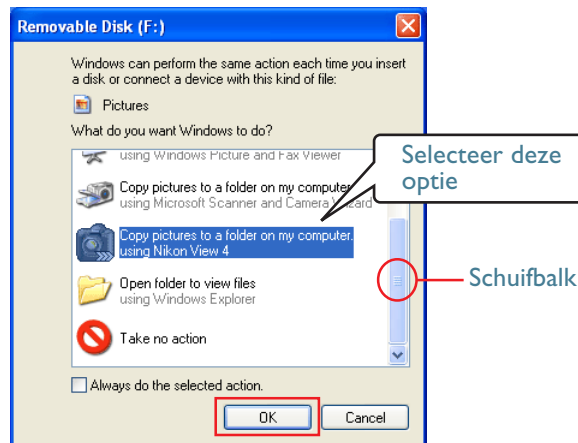 Removable Disk (F:)
Windows can perform the same action each time you insert
a disk or connect a device with this kind of file:
Pictures
What do you want Windows to do?
using Windows Picture and Fax Viewer
Copy pictures to a folder on my computer
using Microsoft Scanner and Camera Wizard
Copy pictures to a folder on my computer.
using Nikon View 4
Open folder to view files
using Windows Explorer
Take no action
Always do the selected action.
OK
Cancel
Selecteer deze
optie
Schuifbalk